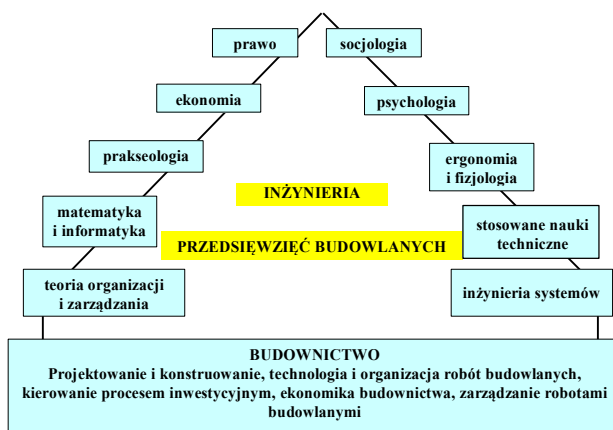 prawo
socjologia
ekonomia
psychologia
prakseologia
ergonomia
i fizjologia
INŻYNIERIA
matematyka
i informatyka
stosowane nauki
techniczne
PRZEDSIĘWZIĘĆ BUDOWLANYCH
teoria organizacji
i zarządzania
inżynieria systemów
BUDOWNICTWO
Projektowanie i konstruowanie, technologia i organizacja robót budowlanych,
kierowanie procesem inwestycyjnym, ekonomika budownictwa, zarządzanie robotami
budowlanymi